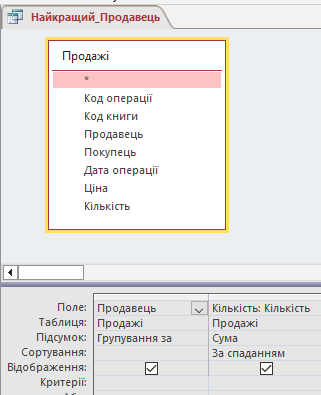 Найкращий_Продавець
Продажі
*
Код операції
Код книги
Продавець
Покупець
Дата операції
Ціна
Кількість
Поле: Продавець Кількість: Кількість
Таблиця: Продажі Продажі
Підсумок: Групування за Сума
Сортування: За спаданням
Відображення:
Критерії: